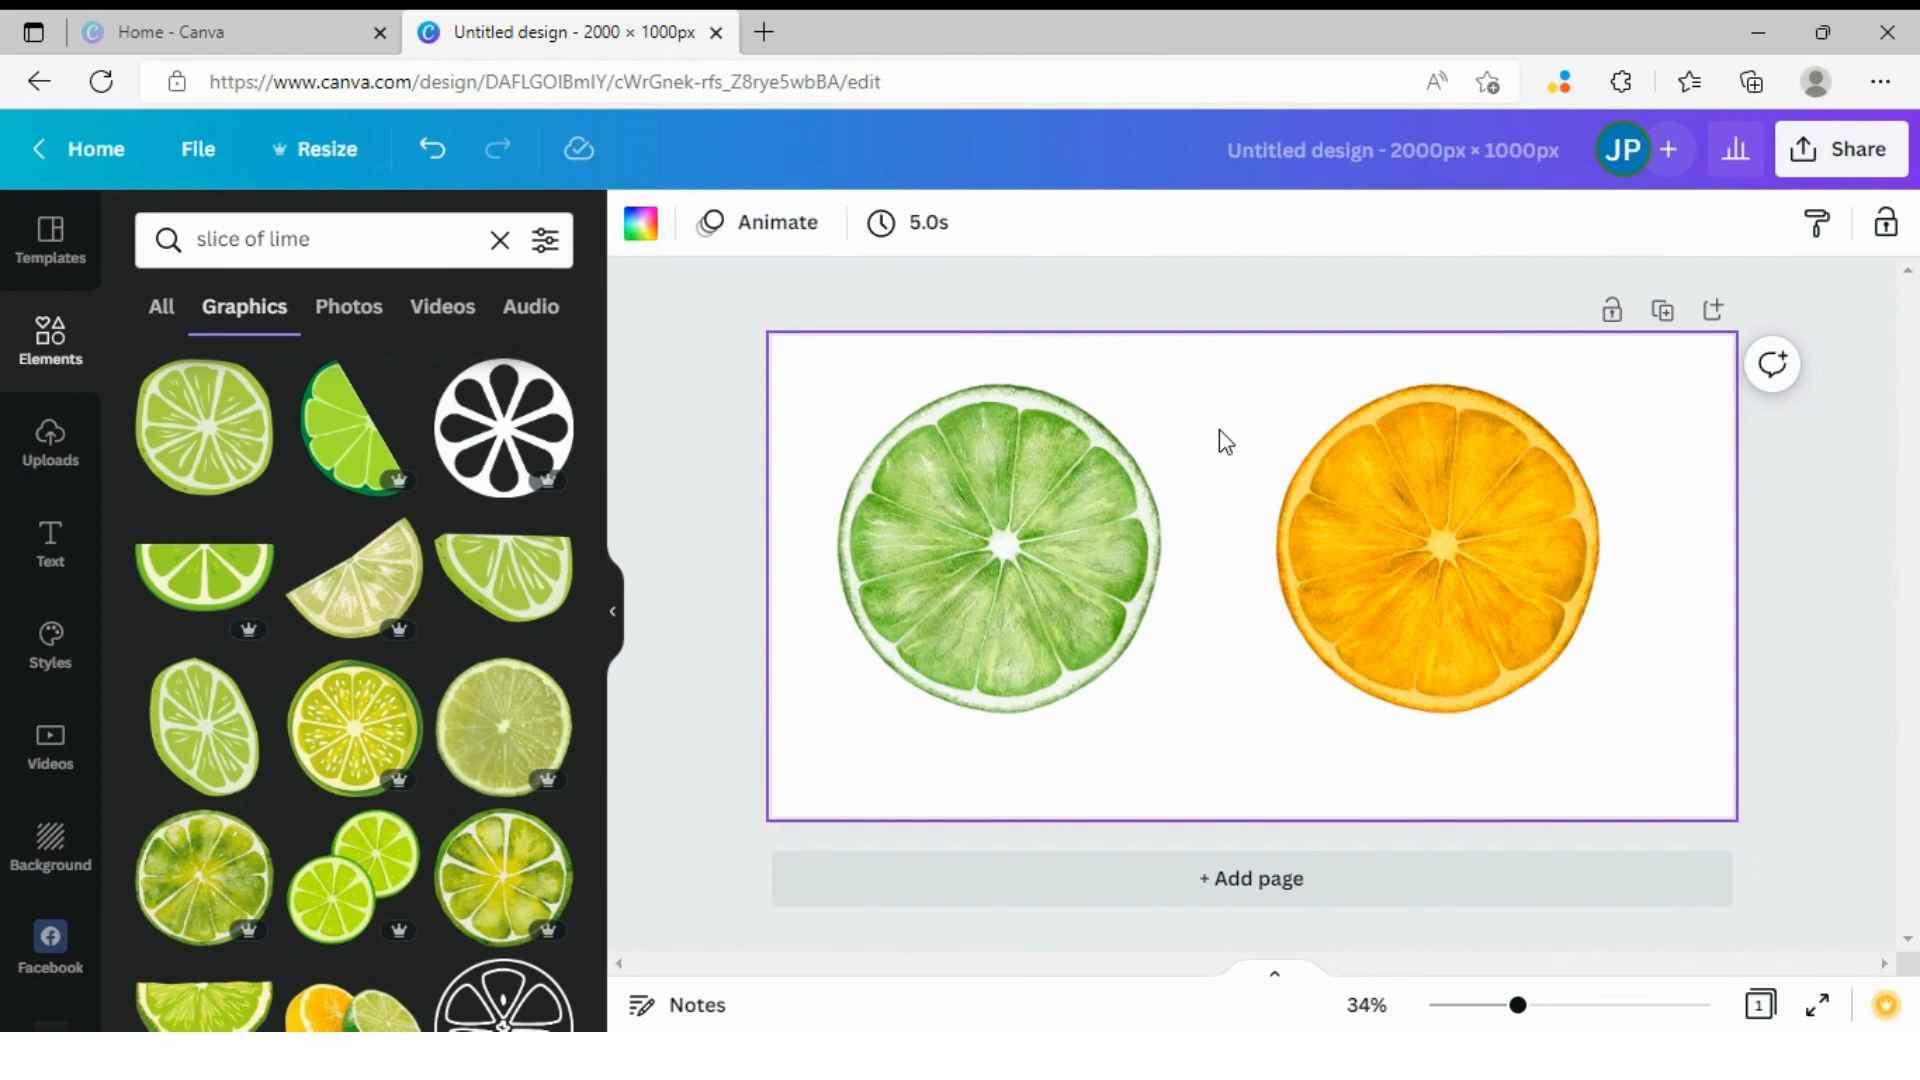 Home - Canva
Untitled design - 2000 × 1000px
https://www.canva.com/design/DAFLGOIBmIY/cWrGnek-rfs_Z8rye5wbBA/edit
Home
File
Resize
Untitled design - 2000px × 1000px
JP
Share
Templates
Elements
Uploads
Text
Styles
Videos
Background
Facebook
slice of lime
All
Graphics
Photos
Videos
Audio
Animate
5.0s
+ Add page
Notes
34%
1